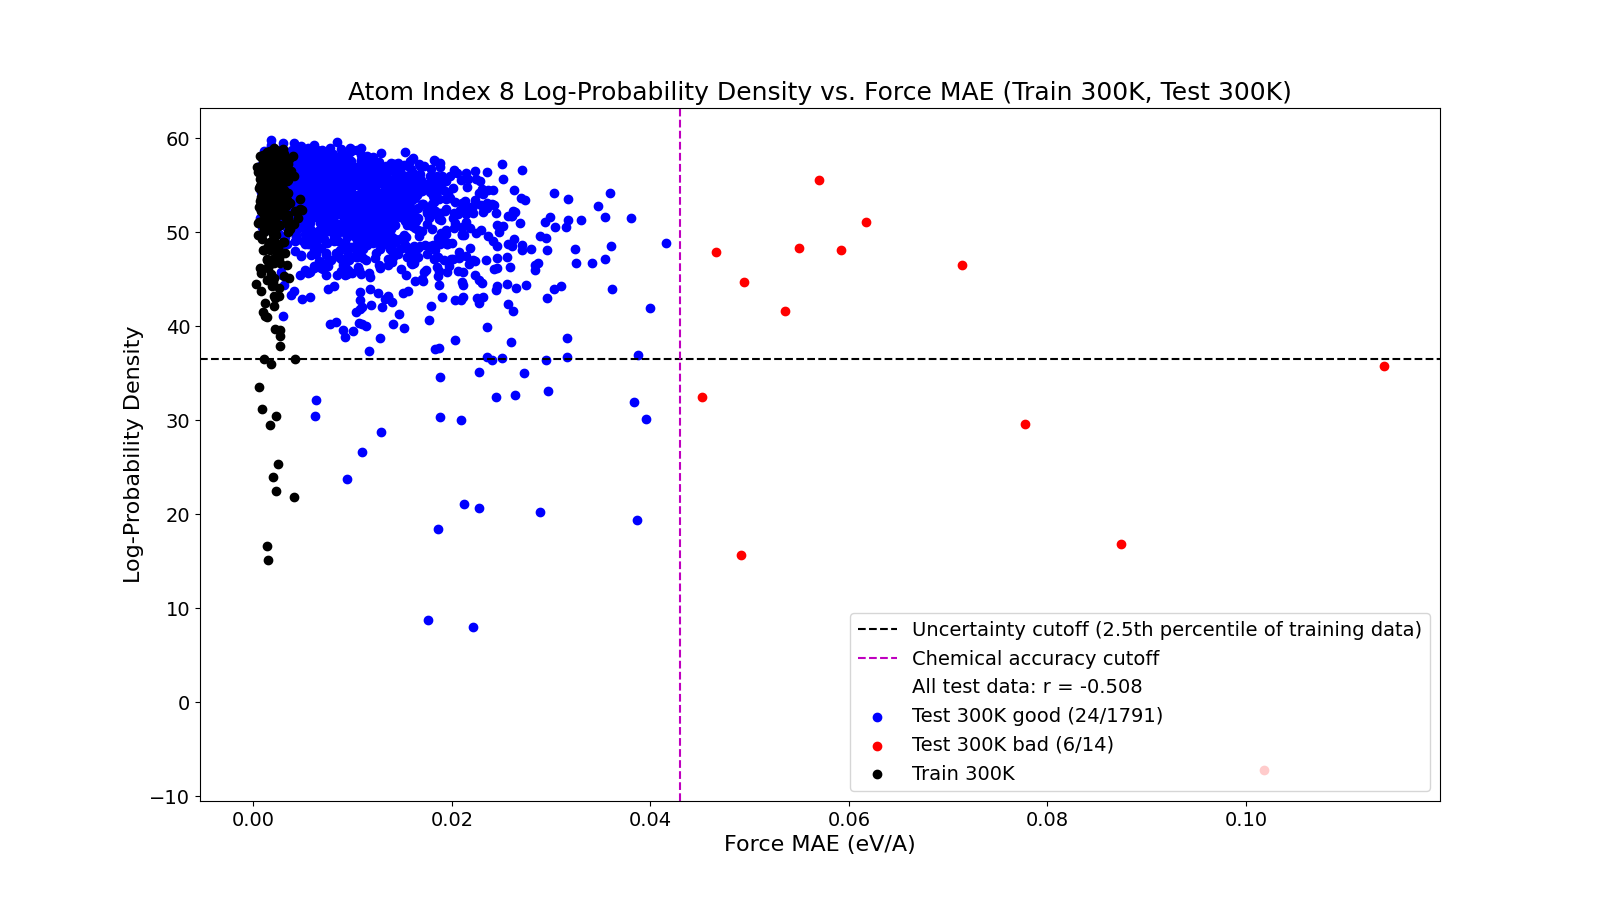 Atom Index 8 Log-Probability Density vs. Force MAE (Train 300K, Test 300K)
60
50
40
30
20
10
0
−10
Log-Probability Density
0.00
0.02
0.04
0.06
0.08
0.10
Force MAE (eV/A)
Uncertainty cutoff (2.5th percentile of training data)
Chemical accuracy cutoff
All test data: r = -0.508
Test 300K good (24/1791)
Test 300K bad (6/14)
Train 300K